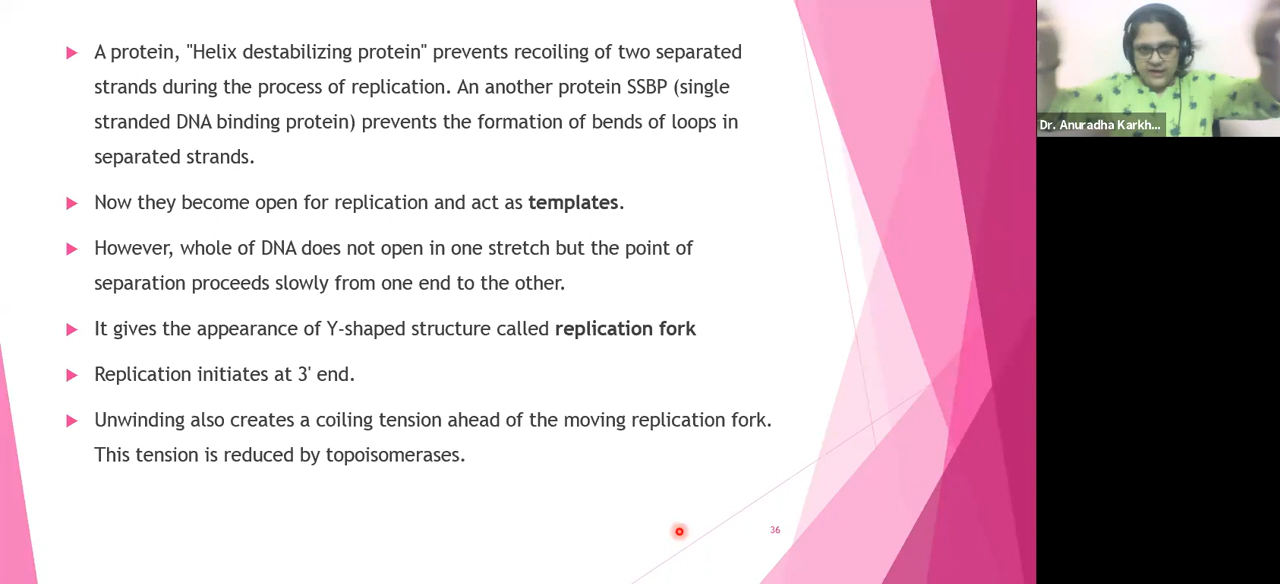 A protein, "Helix destabilizing protein" prevents recoiling of two separated
strands during the process of replication. An another protein SSBP (single
stranded DNA binding protein) prevents the formation of bends of loops in
separated strands.
Now they become open for replication and act as templates.
However, whole of DNA does not open in one stretch but the point of
separation proceeds slowly from one end to the other.
It gives the appearance of Y-shaped structure called replication fork
Replication initiates at 3' end.
Unwinding also creates a coiling tension ahead of the moving replication fork.
This tension is reduced by topoisomerases.
36
Dr. Anuradha Karkh...